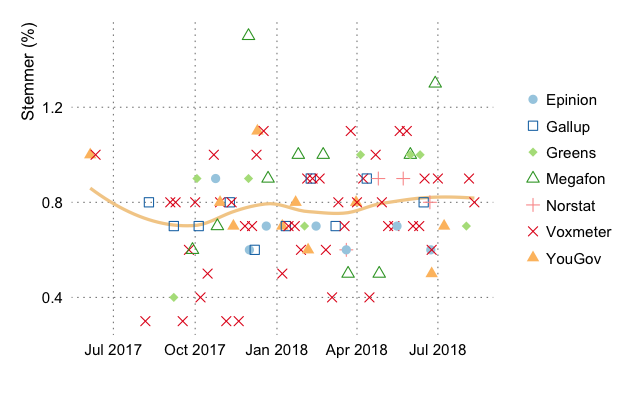 Stemmer (%)
1.2
0.8
0.4
Jul 2017
Oct 2017
Jan 2018
Apr 2018
Jul 2018
Epinion
Gallup
Greens
Megafon
Norstat
Voxmeter
YouGov